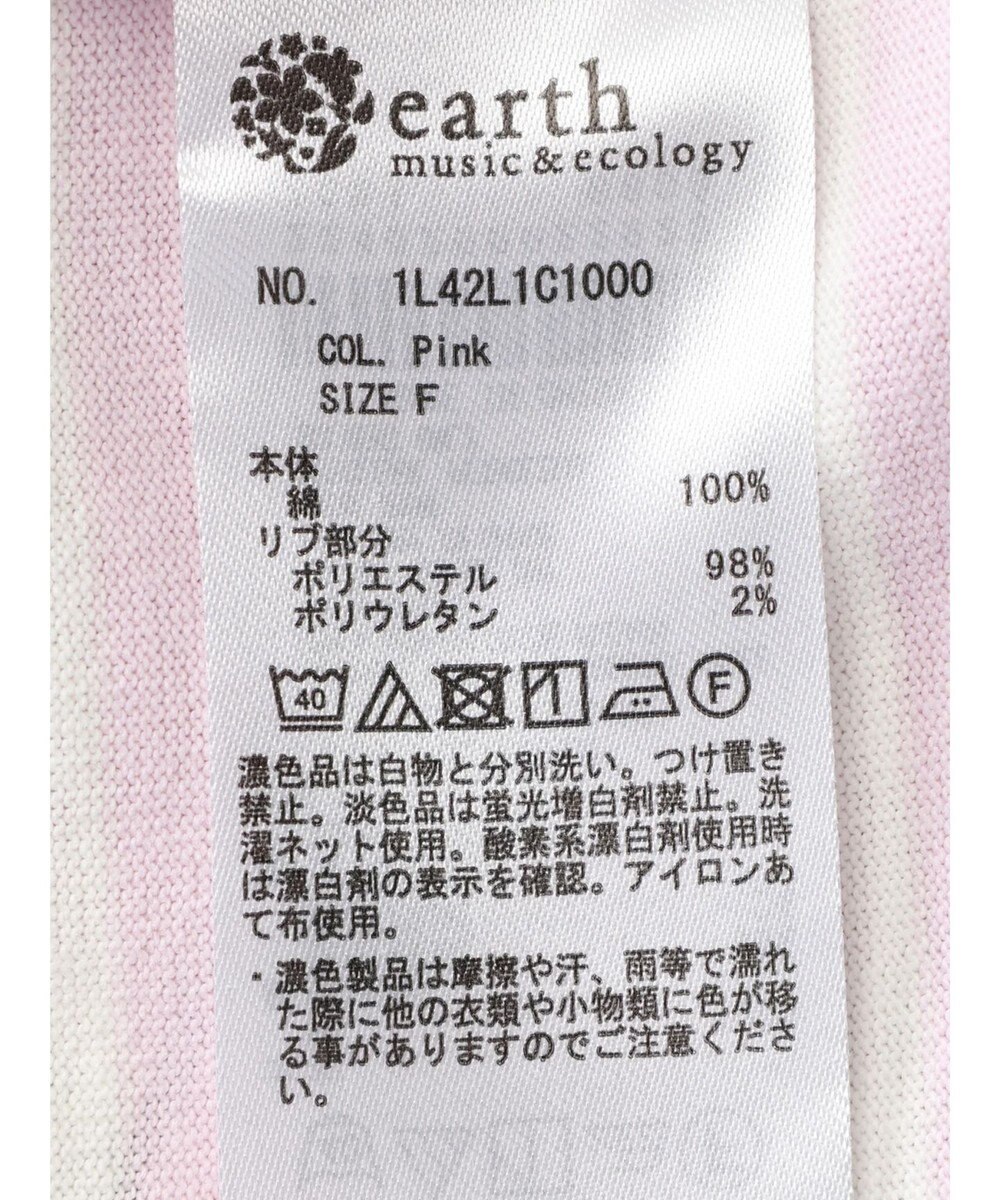 earth
music & ecology
NO. 1L42L1C1000
COL. Pink
SIZE F
本体
綿 100%
リブ部分
ポリエステル 98%
ポリウレタン 2%
40 F
濃色品は白物と分別洗い。つけ置き
禁止。淡色品は蛍光増白剤禁止。洗
濯ネット使用。酸素系漂白剤使用時
は漂白剤の表示を確認。アイロンあ
て布使用。
・濃色製品は摩擦や汗、雨等で濡れ
た際に他の衣類や小物類に色が移
る事がありますのでご注意くださ
い。